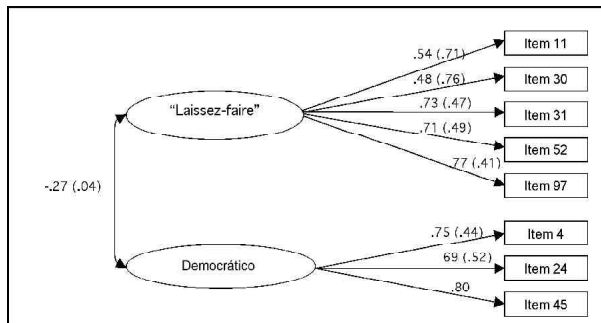 .54 (.71)
Item 11
.48 (.76)
Item 30
"Laissez-faire"
.73 (.47)
Item 31
.71 (.49)
Item 52
.77 (.41)
Item 97
-.27 (.04)
.75 (.44)
Item 4
Democrático
69 (.52)
Item 24
.80
Item 45